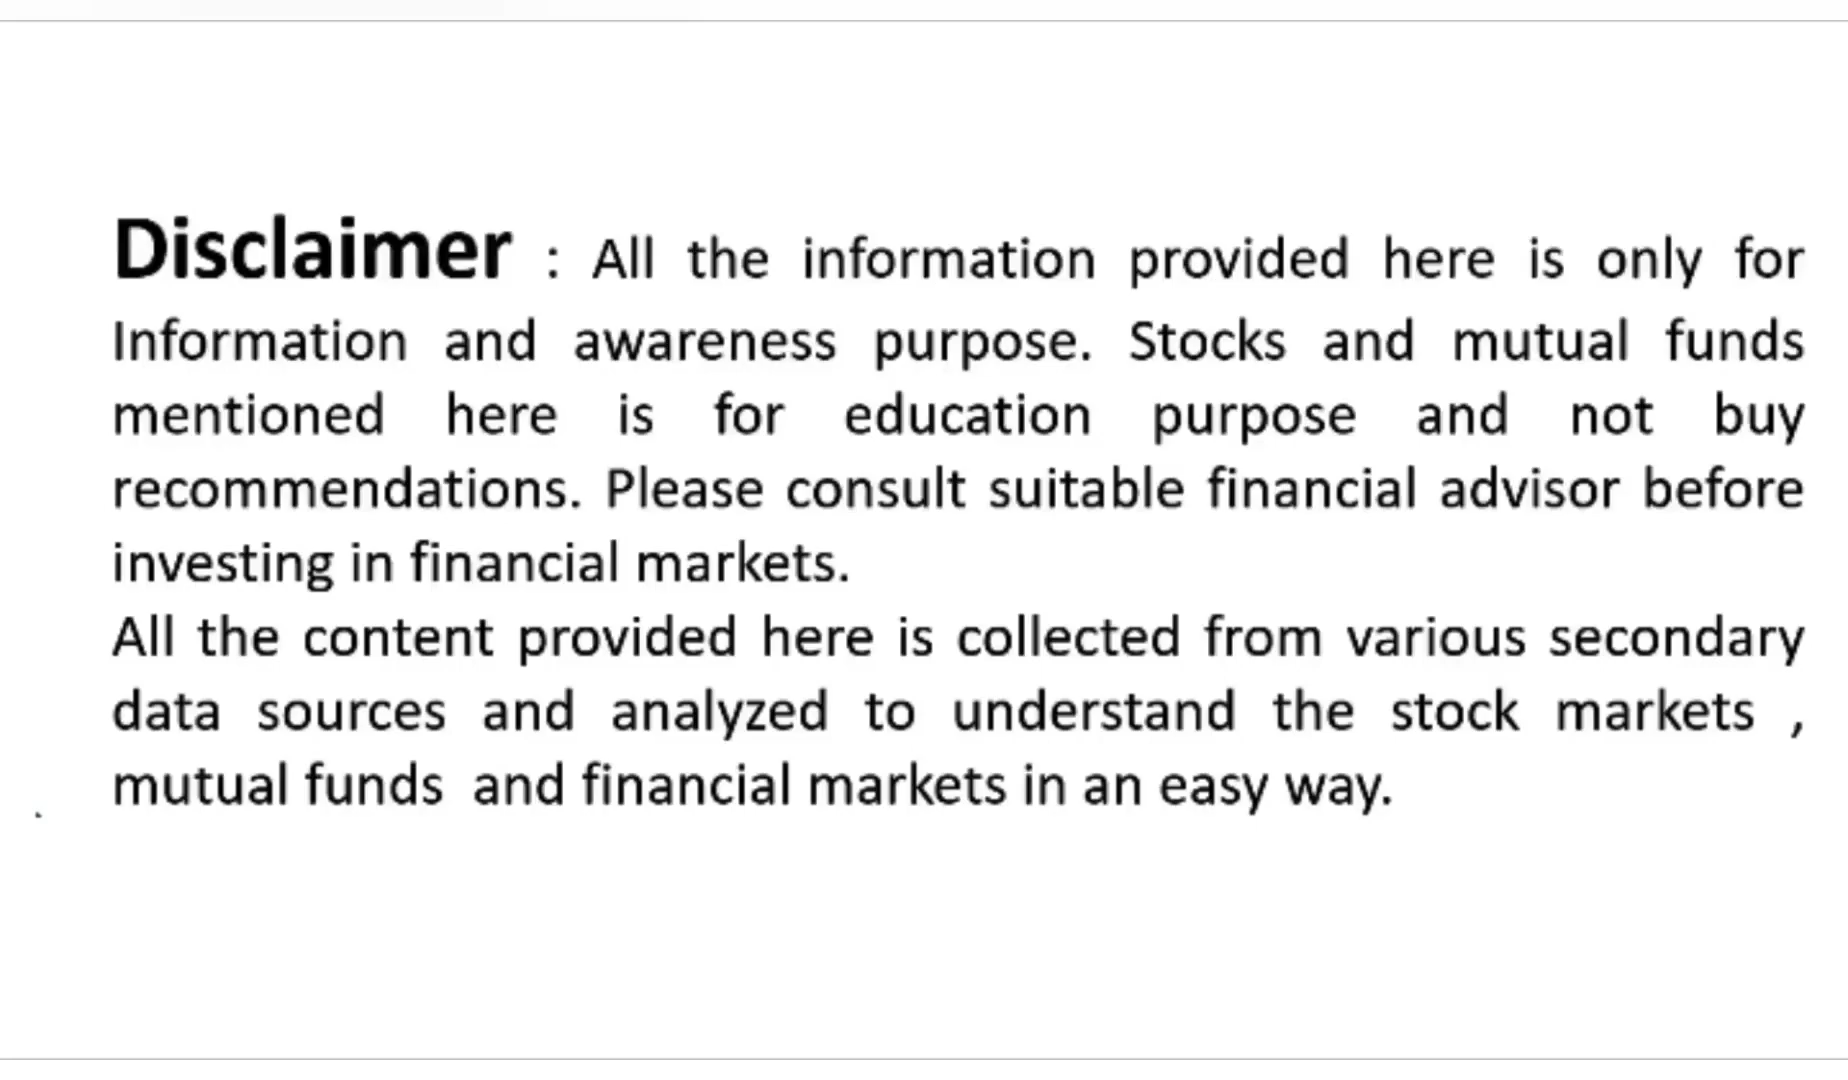 Disclaimer : All the information provided here is only for
Information and awareness purpose. Stocks and mutual funds
mentioned here is for education purpose and not buy
recommendations. Please consult suitable financial advisor before
investing in financial markets.
All the content provided here is collected from various secondary
data sources and analyzed to understand the stock markets ,
mutual funds  and financial markets in an easy way.